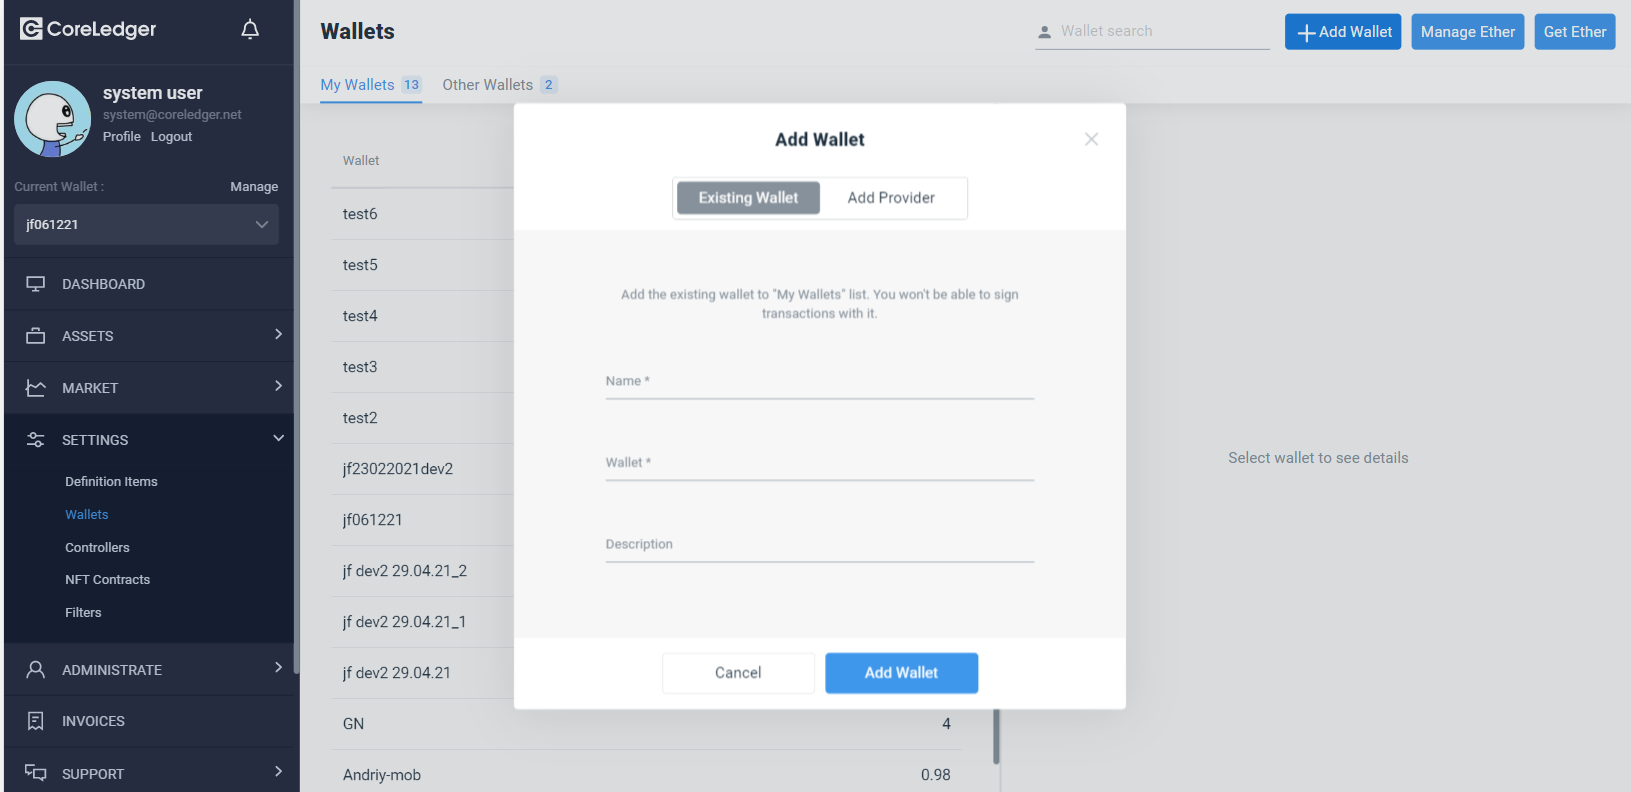 CoreLedger
system user
system@coreledger.net
Profile Logout
Current Wallet : Manage
jf061221
DASHBOARD
ASSETS
MARKET
SETTINGS
Definition Items
Wallets
Controllers
NFT Contracts
Filters
ADMINISTRATE
INVOICES
SUPPORT
Wallets
Wallet search
Add Wallet
Manage Ether
Get Ether
My Wallets 13
Other Wallets 2
Wallet
test6
test5
test4
test3
test2
jf23022021dev2
jf061221
jf dev2 29.04.21_2
jf dev2 29.04.21_1
jf dev2 29.04.21
GN 4
Andriy-mob 0.98
Add Wallet
Existing Wallet
Add Provider
Add the existing wallet to "My Wallets" list. You won't be able to sign
transactions with it.
Name *
Wallet *
Description
Cancel
Add Wallet
Select wallet to see details